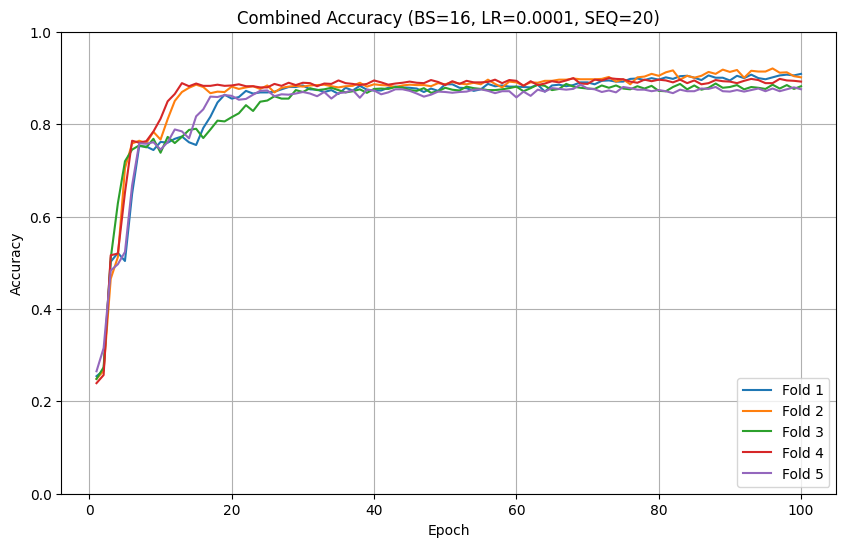 Combined Accuracy (BS=16, LR=0.0001, SEQ=20)
1.0
0.8
0.6
0.4
0.2
0.0
Accuracy
0 20 40 60 80 100
Epoch
Fold 1
Fold 2
Fold 3
Fold 4
Fold 5